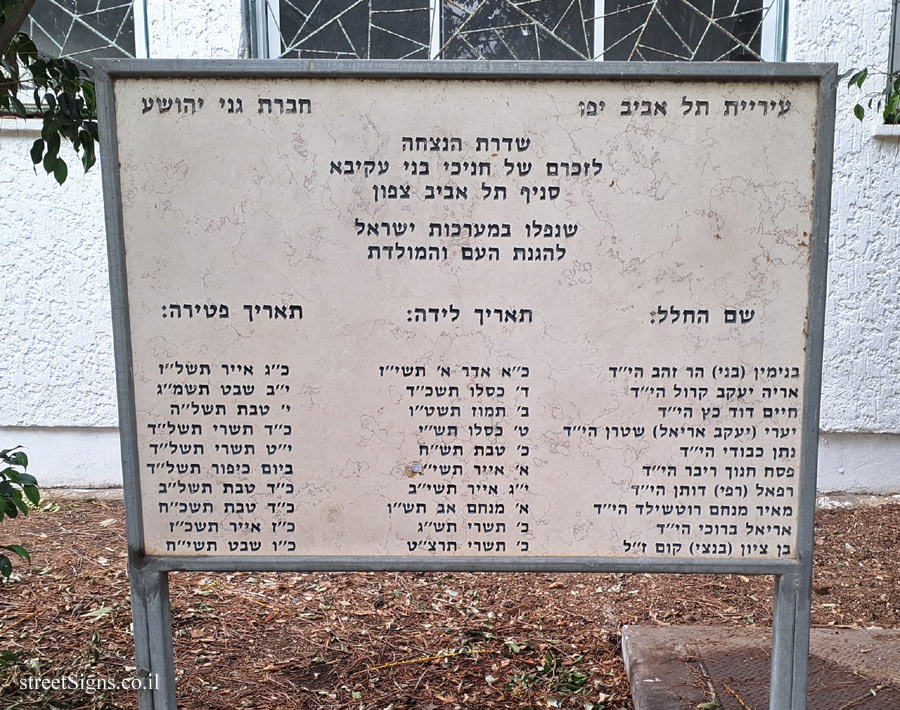 עיריית תל אביב יפו חברת גני יהושע
שדרת הנצחה
לזכרם של חניכי בני עקיבא
סניף תל אביב צפון
שנפלו במערכות ישראל
להגנת העם והמולדת
שם החלל: תאריך לידה: תאריך פטירה:
בנימין (בני) הר זהב הי״ד כ״א אדר א׳ תשי״ז כ״ג אייר תשל״ז
אריה יעקב קרול הי״ד ד׳ כסלו תשכ״ד י״ב שבט תשמ״ג
חיים דוד כץ הי״ד ב׳ תמוז תשט״ו י׳ טבת תשל״ה
יערי (יעקב אריאל) שטרן הי״ד ט׳ כסלו תש״י כ״ד תשרי תשל״ד
נתן כבודי הי״ד כ׳ טבת תש״ח י״ט תשרי תשל״ד
פסח חנוך ריבר הי״ד א׳ אייר ביום כיפור תשל״ד
רפאל (רפי) דותן הי״ד י״ג אייר תשי״ב כ״ד טבת תשל״ב
מאיר מנחם רוטשילד הי״ד א׳ מנחם אב תש״ו כ״ד טבת תשכ״ח
אריאל ברוכי הי״ד כ׳ תשרי תש״ג כ״ז אייר תשכ״ז
בן ציון (בנצי) קום ז״ל כ׳ תשרי תרצ״ט כ״ו שבט תשי״ח
streetSigns.co.il